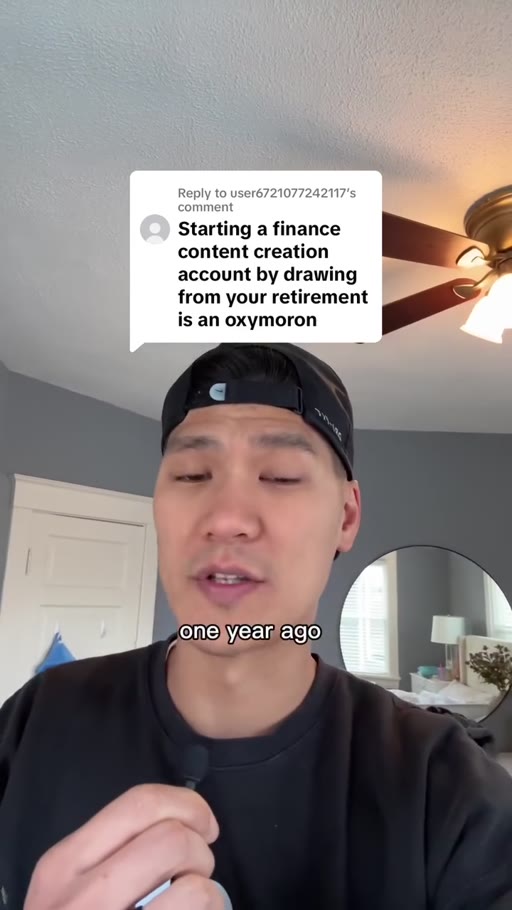 Reply to user6721077242117's
comment
Starting a finance
content creation
account by drawing
from your retirement
is an oxymoron
one year ago